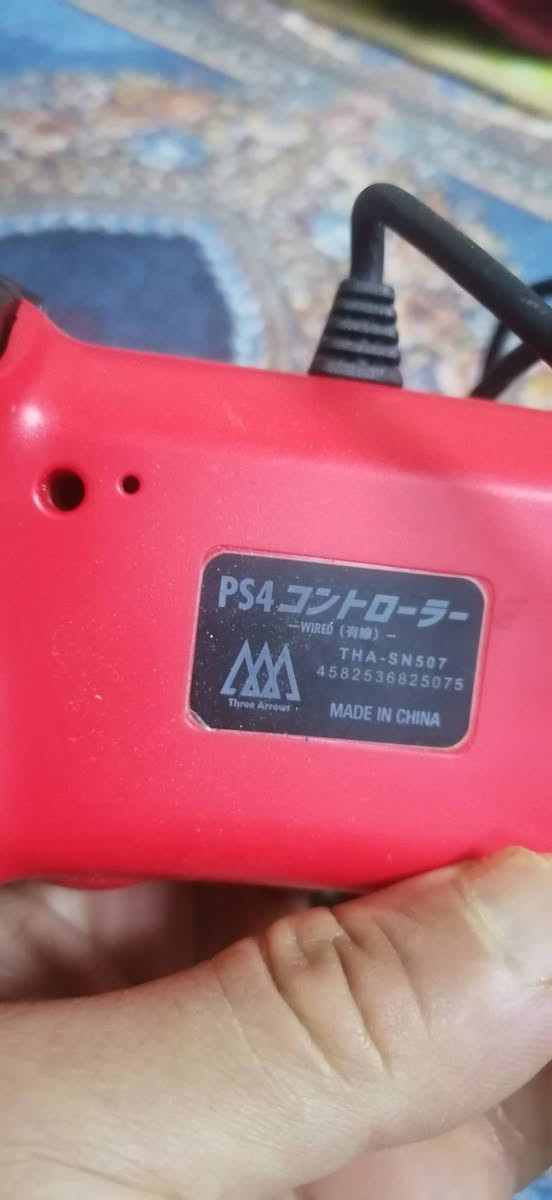 PS4コントローラー
-WIRED (有線) -
THA-SN507
4582536825075
Three Arrows
MADE IN CHINA